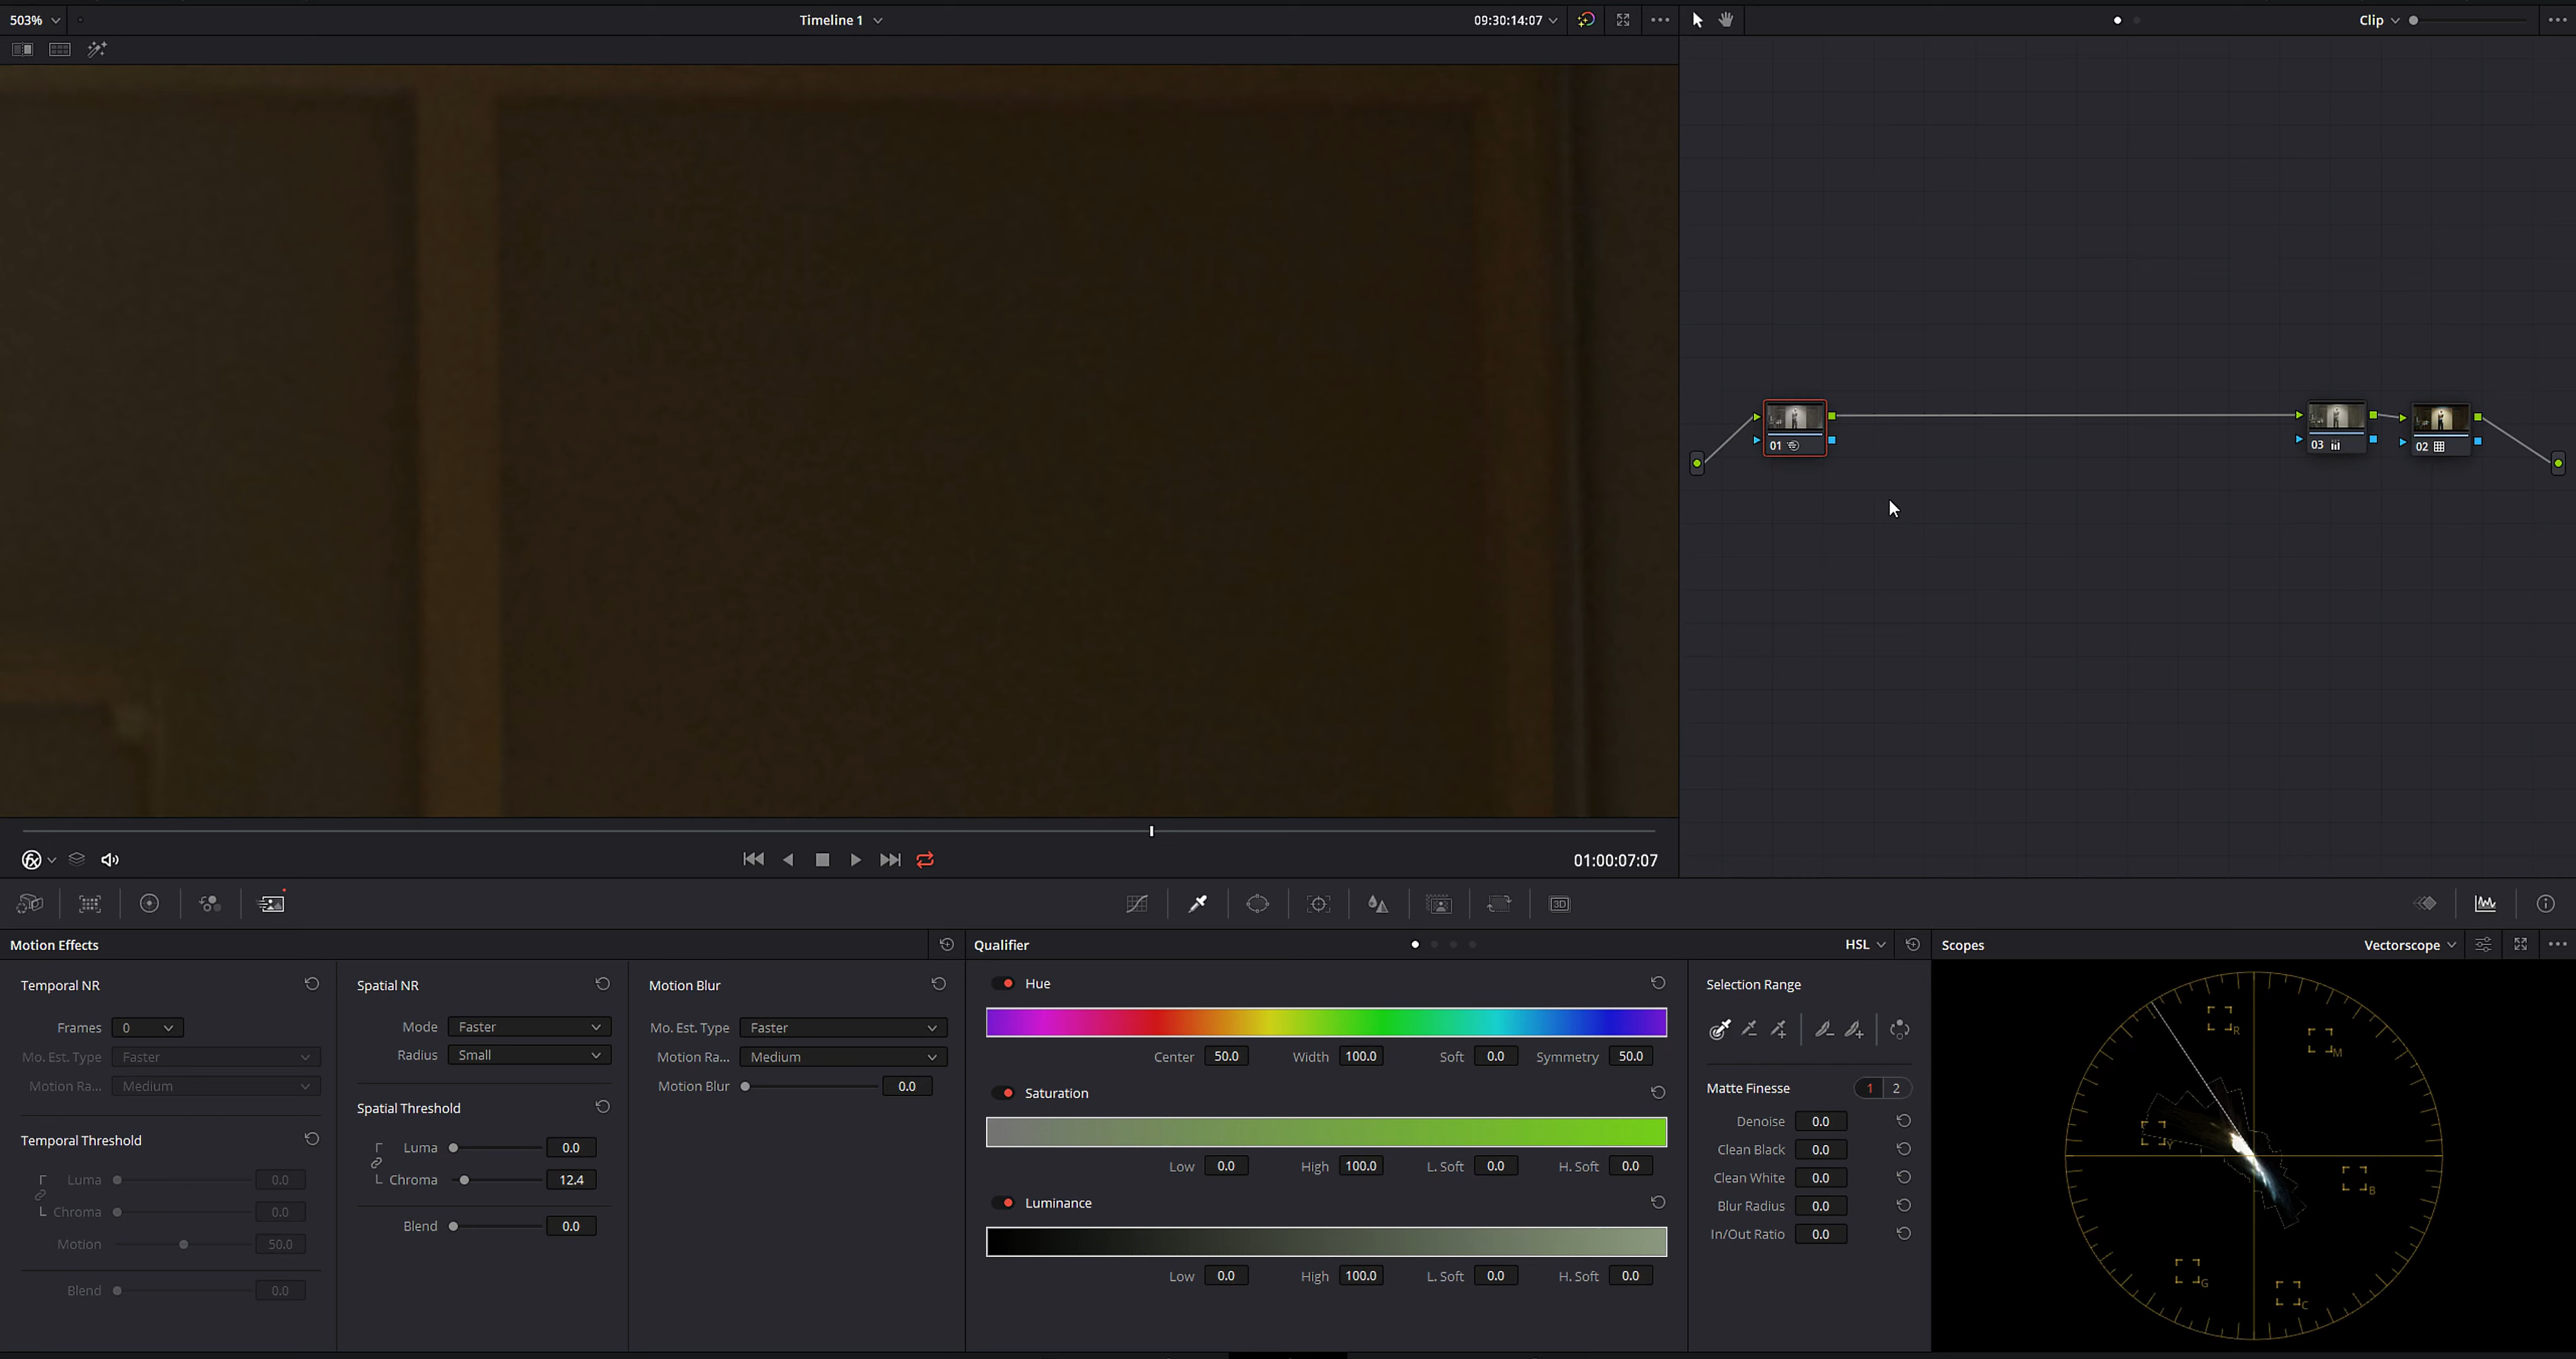 503% Timeline 1 09:30:14:07 Clip
01 03 02
01:00:07:07
3D
Motion Effects Qualifier HSL Scopes Vectorscope
Temporal NR
Frames 0
Mo. Est. Type Faster
Motion Ra... Medium
Temporal Threshold
Luma 0.0
Chroma 0.0
Motion 50.0
Blend 0.0
Spatial NR
Mode Faster
Radius Small
Spatial Threshold
Luma 0.0
Chroma 12.4
Blend 0.0
Motion Blur
Mo. Est. Type Faster
Motion Ra... Medium
Motion Blur 0.0
Hue
Center 50.0 Width 100.0 Soft 0.0 Symmetry 50.0
Saturation
Low 0.0 High 100.0 L. Soft 0.0 H. Soft 0.0
Luminance
Low 0.0 High 100.0 L. Soft 0.0 H. Soft 0.0
Selection Range
Matte Finesse 1 2
Denoise 0.0
Clean Black 0.0
Clean White 0.0
Blur Radius 0.0
In/Out Ratio 0.0
R
M
Y
B
G
C